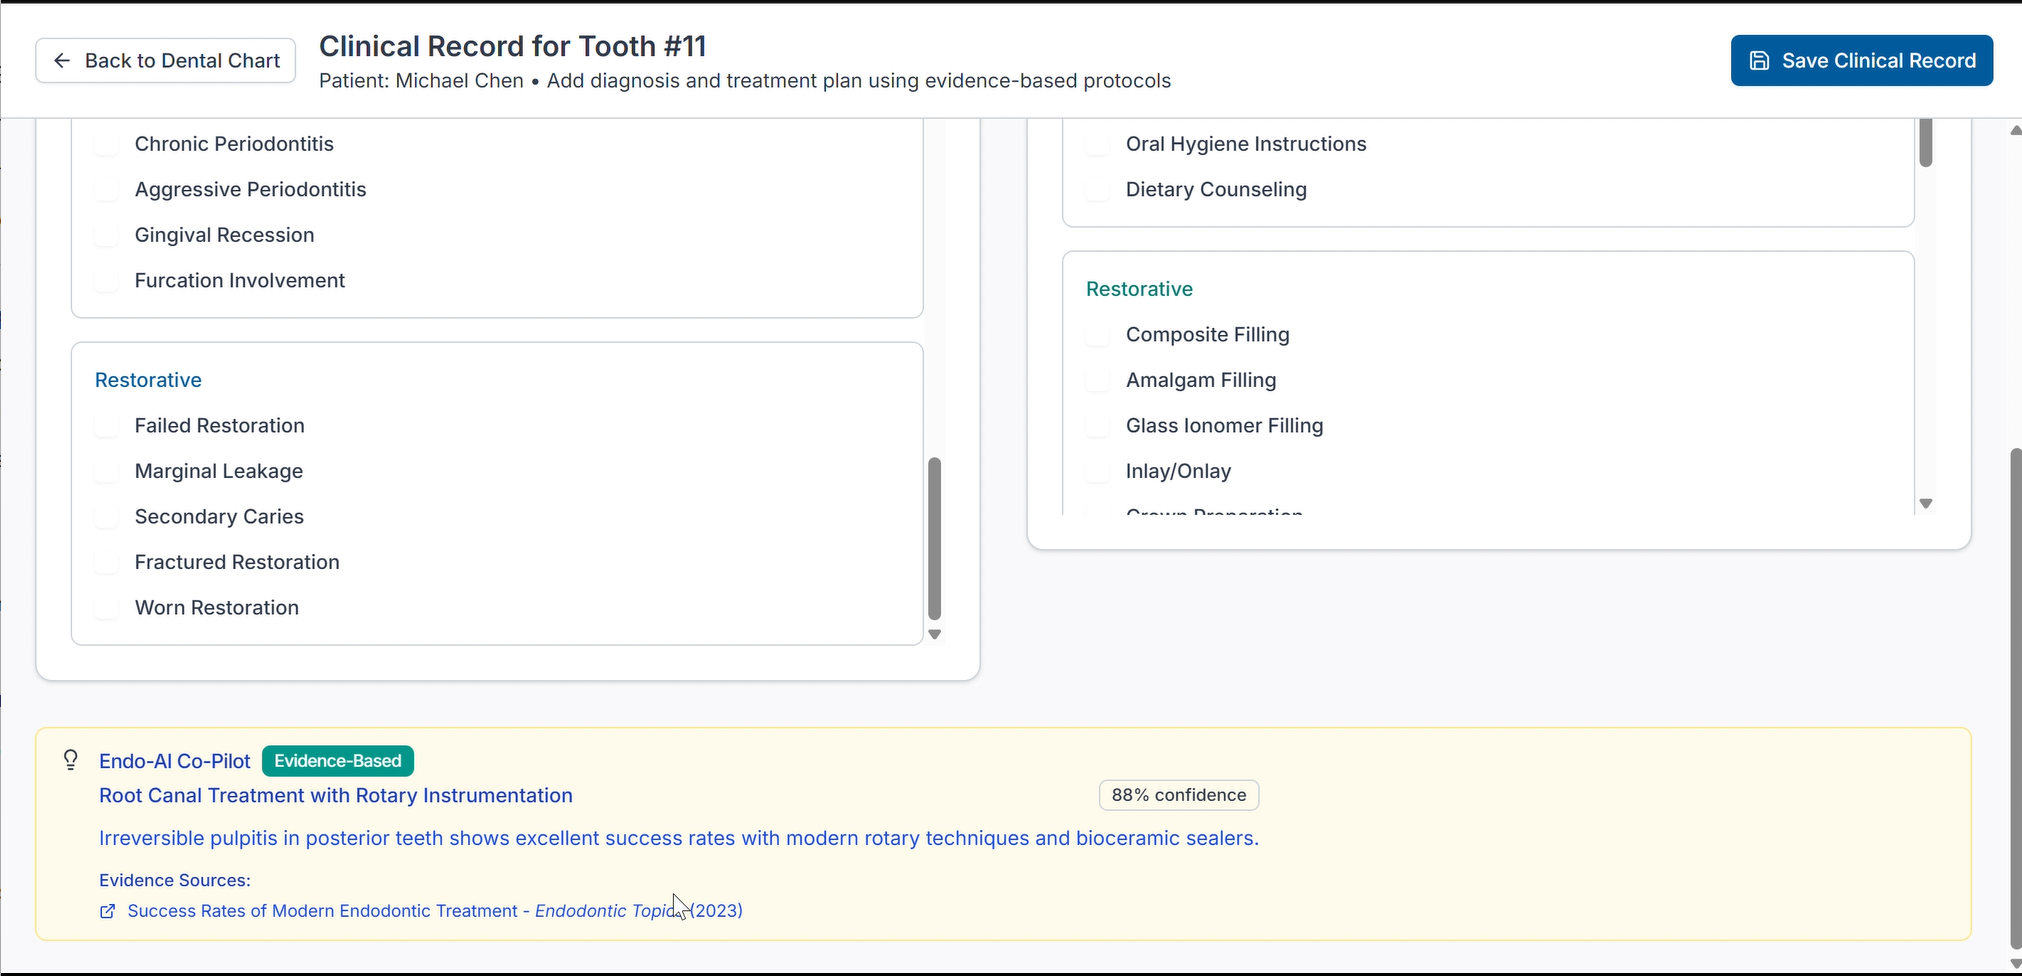 Back to Dental Chart
Clinical Record for Tooth #11
Patient: Michael Chen • Add diagnosis and treatment plan using evidence-based protocols
Save Clinical Record
Chronic Periodontitis
Aggressive Periodontitis
Gingival Recession
Furcation Involvement
Restorative
Failed Restoration
Marginal Leakage
Secondary Caries
Fractured Restoration
Worn Restoration
Oral Hygiene Instructions
Dietary Counseling
Restorative
Composite Filling
Amalgam Filling
Glass Ionomer Filling
Inlay/Onlay
Crown Preparation
Endo-AI Co-Pilot
Evidence-Based
Root Canal Treatment with Rotary Instrumentation
88% confidence
Irreversible pulpitis in posterior teeth shows excellent success rates with modern rotary techniques and bioceramic sealers.
Evidence Sources:
Success Rates of Modern Endodontic Treatment - Endodontic Topics (2023)